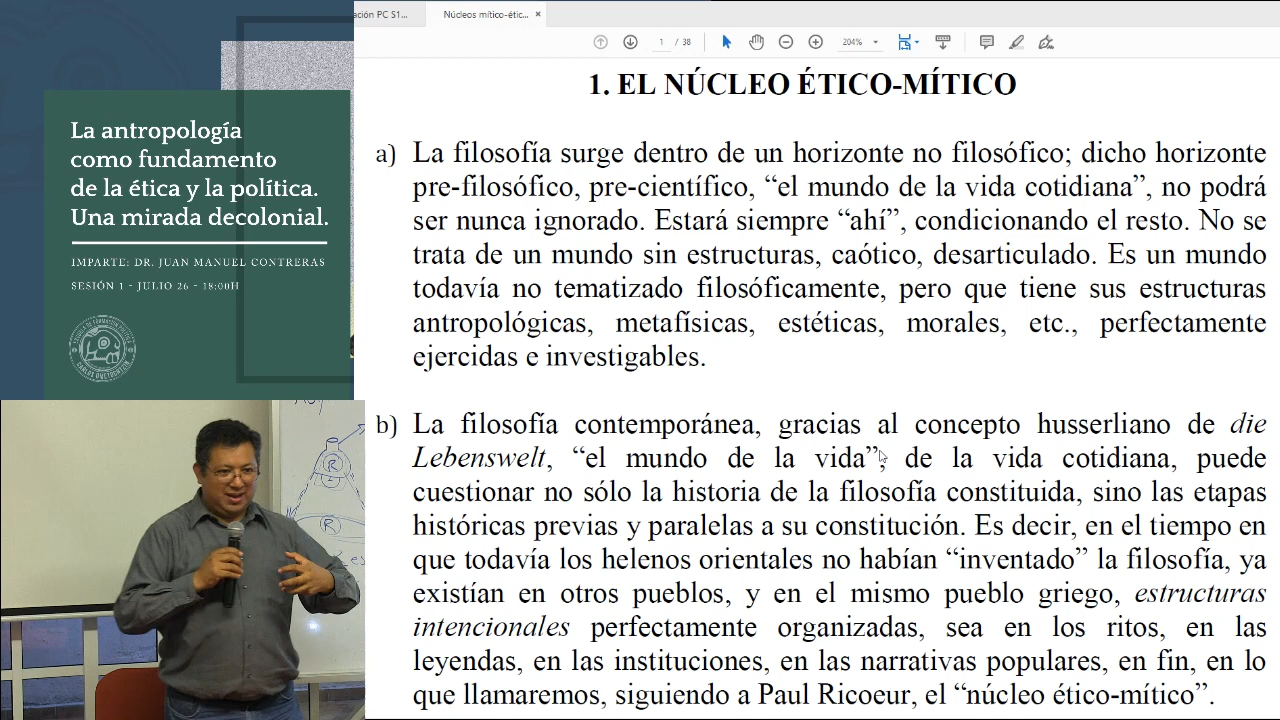 La antropología
como fundamento
de la ética y la política.
Una mirada decolonial.
IMPARTE: DR. JUAN MANUEL CONTRERAS
SESIÓN 1 - JULIO 26 - 18:00H
CARLOS
ación PC S1...
Núcleos mítico-étic... ×
1 / 38
204%
1. EL NÚCLEO ÉTICO-MÍTICO
a) La filosofía surge dentro de un horizonte no filosófico; dicho horizonte
pre-filosófico, pre-científico, “el mundo de la vida cotidiana”, no podrá
ser nunca ignorado. Estará siempre “ahí”, condicionando el resto. No se
trata de un mundo sin estructuras, caótico, desarticulado. Es un mundo
todavía no tematizado filosóficamente, pero que tiene sus estructuras
antropológicas, metafísicas, estéticas, morales, etc., perfectamente
ejercidas e investigables.
b) La filosofía contemporánea, gracias al concepto husserliano de die
Lebenswelt, “el mundo de la vida”, de la vida cotidiana, puede
cuestionar no sólo la historia de la filosofía constituida, sino las etapas
históricas previas y paralelas a su constitución. Es decir, en el tiempo en
que todavía los helenos orientales no habían “inventado” la filosofía, ya
existían en otros pueblos, y en el mismo pueblo griego, estructuras
intencionales perfectamente organizadas, sea en los ritos, en las
leyendas, en las instituciones, en las narrativas populares, en fin, en lo
que llamaremos, siguiendo a Paul Ricoeur, el “núcleo ético-mítico”.
R
R